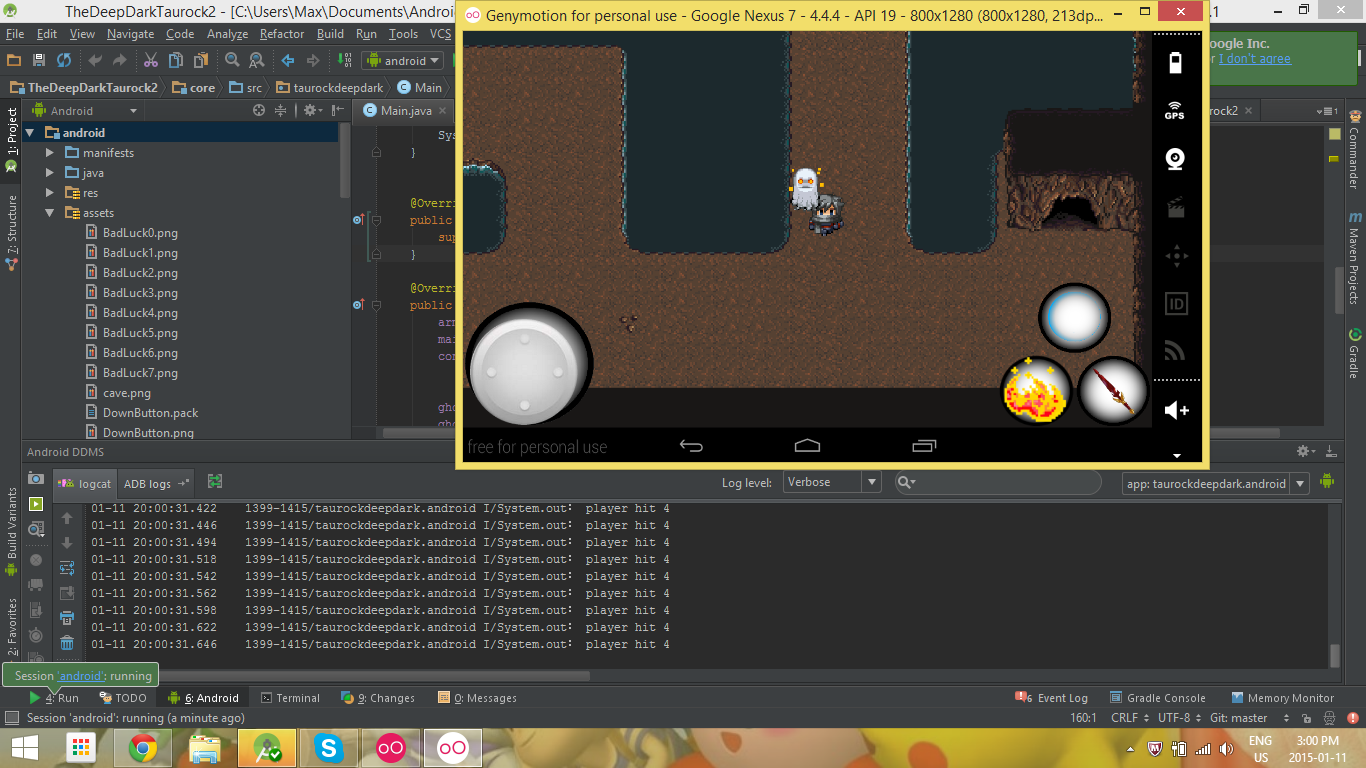 TheDeepDarkTaurock2 - [C:\Users\Max\Documents\Androi
Genymotion for personal use - Google Nexus 7 - 4.4.4 - API 19 - 800x1280 (800x1280, 213dp...
.1
File Edit View Navigate Code Analyze Refactor Build Run Tools VCS
oogle Inc.
or I don't agree
android
TheDeepDarkTaurock2 core src taurockdeepdark Main
Android
Main.java
rock2
1: Project
7: Structure
Build Variants
2: Favorites
Commander
Maven Projects
Gradle
android
manifests
java
res
assets
BadLuck0.png
BadLuck1.png
BadLuck2.png
BadLuck3.png
BadLuck4.png
BadLuck5.png
BadLuck6.png
BadLuck7.png
cave.png
DownButton.pack
DownButton.png
Sys
}
@Overri
public
sup
}
@Overri
public
arm
mai
con
gho
GPS
ID
free for personal use
Android DDMS
logcat ADB logs Log level: Verbose app: taurockdeepdark.android
01-11 20:00:31.422 1399-1415/taurockdeepdark.android I/System.out: player hit 4
01-11 20:00:31.446 1399-1415/taurockdeepdark.android I/System.out: player hit 4
01-11 20:00:31.494 1399-1415/taurockdeepdark.android I/System.out: player hit 4
01-11 20:00:31.518 1399-1415/taurockdeepdark.android I/System.out: player hit 4
01-11 20:00:31.542 1399-1415/taurockdeepdark.android I/System.out: player hit 4
01-11 20:00:31.562 1399-1415/taurockdeepdark.android I/System.out: player hit 4
01-11 20:00:31.598 1399-1415/taurockdeepdark.android I/System.out: player hit 4
01-11 20:00:31.622 1399-1415/taurockdeepdark.android I/System.out: player hit 4
01-11 20:00:31.646 1399-1415/taurockdeepdark.android I/System.out: player hit 4
Session 'android': running
4: Run TODO 6: Android Terminal 9: Changes 0: Messages 6 Event Log Gradle Console Memory Monitor
Session 'android': running (a minute ago) 160:1 CRLF UTF-8 Git: master
ENG 3:00 PM
US 2015-01-11